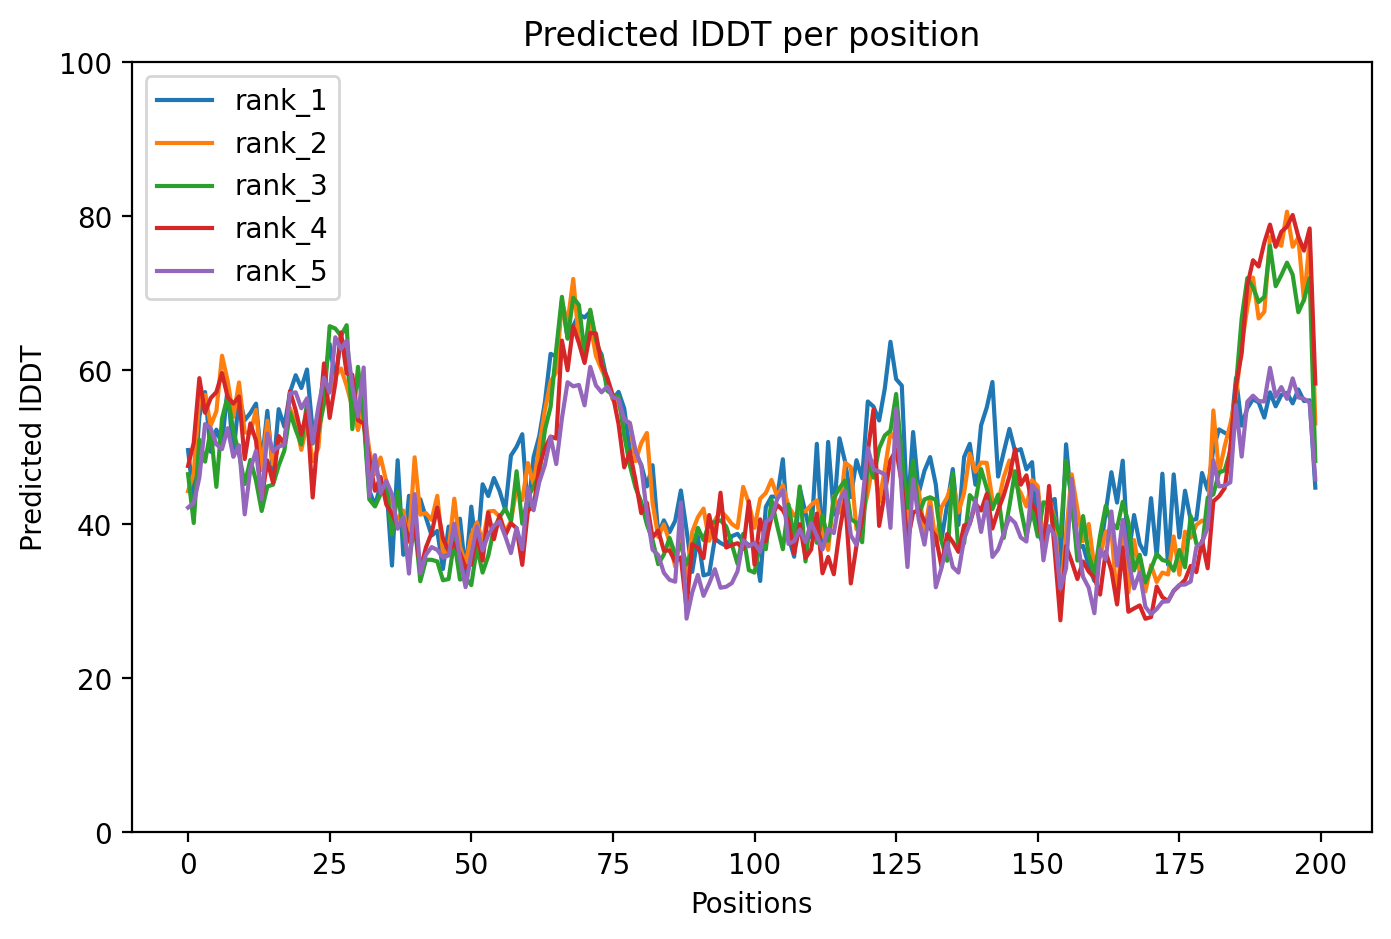 Predicted lDDT per position
Predicted lDDT
100
80
60
40
20
0
rank_1
rank_2
rank_3
rank_4
rank_5
0 25 50 75 100 125 150 175 200
Positions